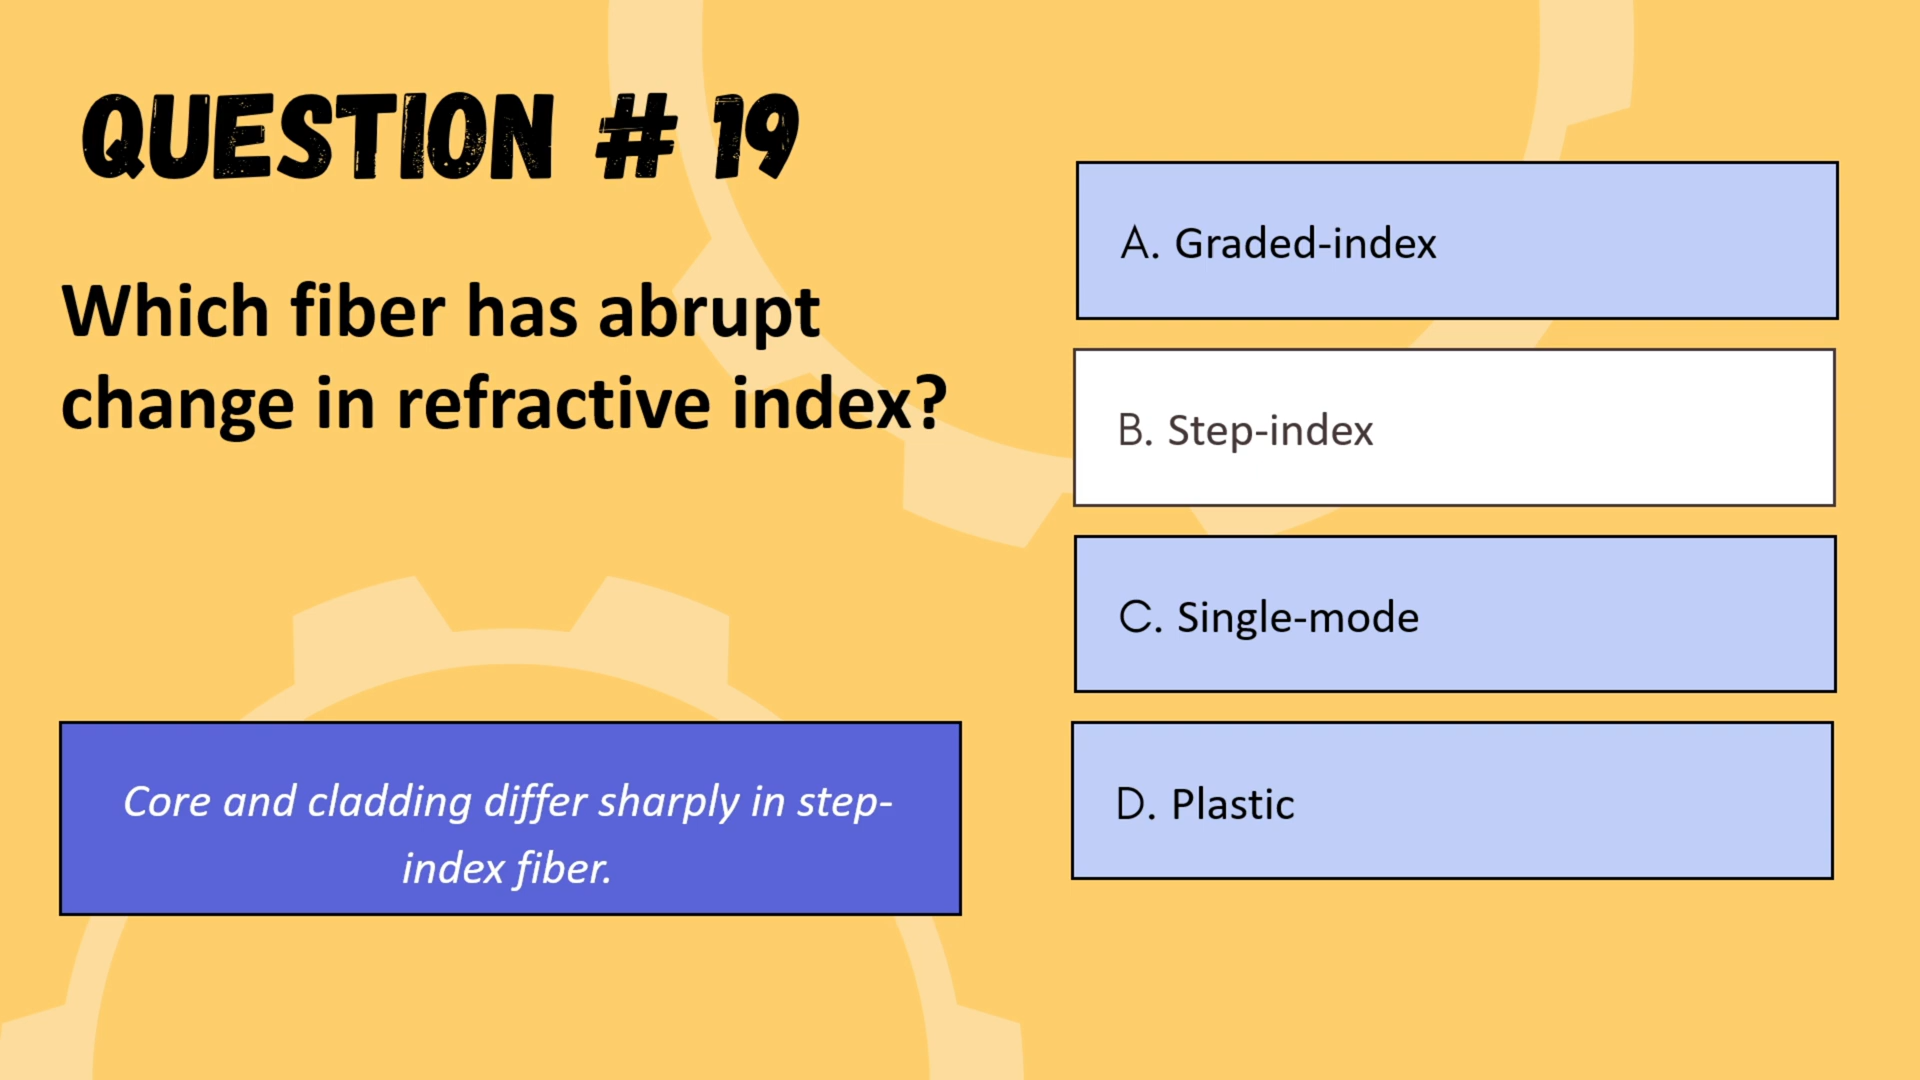 QUESTION # 19
Which fiber has abrupt
change in refractive index?
A. Graded-index
B. Step-index
C. Single-mode
D. Plastic
Core and cladding differ sharply in step-
index fiber.